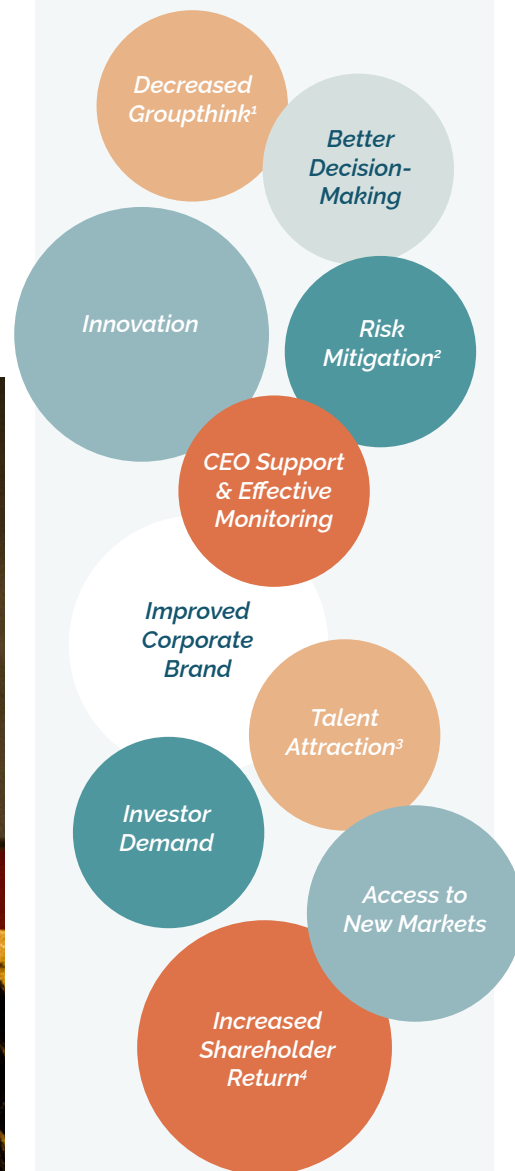 Decreased
Groupthink¹
Better
Decision-
Making
Innovation
Risk
Mitigation²
CEO Support
& Effective
Monitoring
Improved
Corporate
Brand
Talent
Attraction³
Investor
Demand
Access to
New Markets
Increased
Shareholder
Return⁴